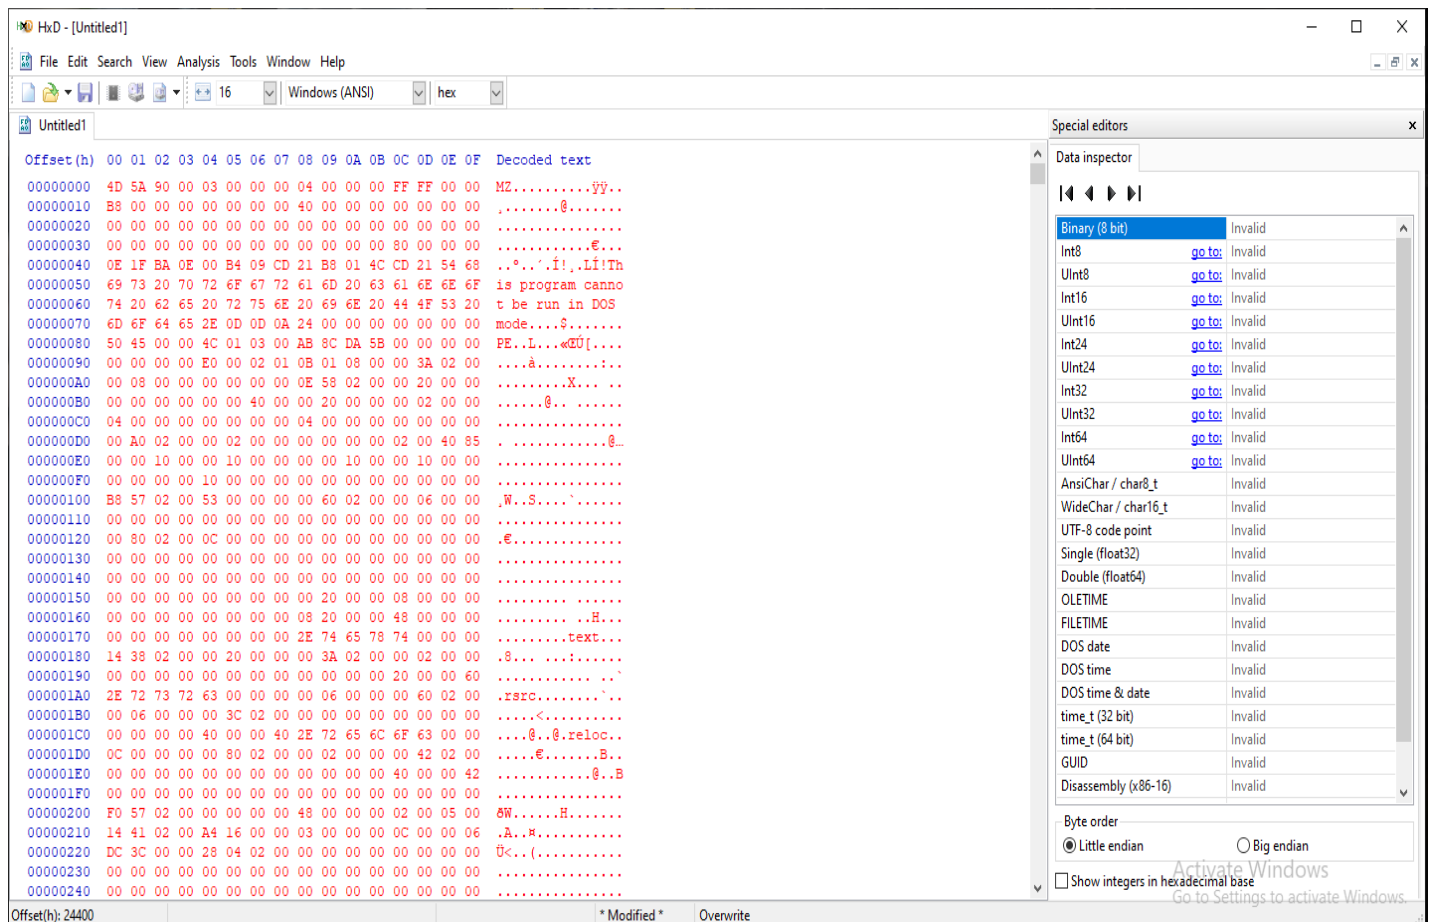 HxD - [Untitled1]
File Edit Search View Analysis Tools Window Help
16 Windows (ANSI) hex
Untitled1
Offset(h) 00 01 02 03 04 05 06 07 08 09 0A 0B 0C 0D 0E 0F Decoded text
00000000 4D 5A 90 00 03 00 00 00 04 00 00 00 FF FF 00 00 MZ..........ÿÿ..
00000010 B8 00 00 00 00 00 00 00 40 00 00 00 00 00 00 00 ¸.......@.......
00000020 00 00 00 00 00 00 00 00 00 00 00 00 00 00 00 00 ................
00000030 00 00 00 00 00 00 00 00 00 00 00 00 80 00 00 00 ............€...
00000040 0E 1F BA 0E 00 B4 09 CD 21 B8 01 4C CD 21 54 68 ..º..´.Í!¸.LÍ!Th
00000050 69 73 20 70 72 6F 67 72 61 6D 20 63 61 6E 6E 6F is program canno
00000060 74 20 62 65 20 72 75 6E 20 69 6E 20 44 4F 53 20 t be run in DOS
00000070 6D 6F 64 65 2E 0D 0D 0A 24 00 00 00 00 00 00 00 mode....$.......
00000080 50 45 00 00 4C 01 03 00 AB 8C DA 5B 00 00 00 00 PE..L...«ŒÚ[....
00000090 00 00 00 00 E0 00 02 01 0B 01 08 00 00 3A 02 00 ....à........:..
000000A0 00 08 00 00 00 00 00 00 0E 58 02 00 00 20 00 00 .........X... ..
000000B0 00 00 00 00 00 00 40 00 00 20 00 00 00 02 00 00 ......@.. ......
000000C0 04 00 00 00 00 00 00 00 04 00 00 00 00 00 00 00 ................
000000D0 00 A0 02 00 00 02 00 00 00 00 00 00 02 00 40 85 . ............@…
000000E0 00 00 10 00 00 10 00 00 00 00 10 00 00 10 00 00 ................
000000F0 00 00 00 00 10 00 00 00 00 00 00 00 00 00 00 00 ................
00000100 B8 57 02 00 53 00 00 00 00 60 02 00 00 06 00 00 ¸W..S....`......
00000110 00 00 00 00 00 00 00 00 00 00 00 00 00 00 00 00 ................
00000120 00 80 02 00 0C 00 00 00 00 00 00 00 00 00 00 00 .€..............
00000130 00 00 00 00 00 00 00 00 00 00 00 00 00 00 00 00 ................
00000140 00 00 00 00 00 00 00 00 00 00 00 00 00 00 00 00 ................
00000150 00 00 00 00 00 00 00 00 00 20 00 00 08 00 00 00 ......... ......
00000160 00 00 00 00 00 00 00 00 08 20 00 00 48 00 00 00 ......... ..H...
00000170 00 00 00 00 00 00 00 00 2E 74 65 78 74 00 00 00 .........text...
00000180 14 38 02 00 00 20 00 00 00 3A 02 00 00 02 00 00 .8... ...:......
00000190 00 00 00 00 00 00 00 00 00 00 00 00 20 00 00 60 ............ ..`
000001A0 2E 72 73 72 63 00 00 00 00 06 00 00 00 60 02 00 .rsrc........`..
000001B0 00 06 00 00 00 3C 02 00 00 00 00 00 00 00 00 00 .....<..........
000001C0 00 00 00 00 40 00 00 40 2E 72 65 6C 6F 63 00 00 ....@..@.reloc..
000001D0 0C 00 00 00 00 80 02 00 00 02 00 00 00 42 02 00 .....€.......B..
000001E0 00 00 00 00 00 00 00 00 00 00 00 00 40 00 00 42 ............@..B
000001F0 00 00 00 00 00 00 00 00 00 00 00 00 00 00 00 00 ................
00000200 F0 57 02 00 00 00 00 00 48 00 00 00 02 00 05 00 ðW......H.......
00000210 14 41 02 00 A4 16 00 00 03 00 00 00 0C 00 00 06 .A..¤...........
00000220 DC 3C 00 00 28 04 02 00 00 00 00 00 00 00 00 00 Ü<..(...........
00000230 00 00 00 00 00 00 00 00 00 00 00 00 00 00 00 00 ................
00000240 00 00 00 00 00 00 00 00 00 00 00 00 00 00 00 00 ................
Special editors
Data inspector
Binary (8 bit) Invalid
Int8 go to: Invalid
UInt8 go to: Invalid
Int16 go to: Invalid
UInt16 go to: Invalid
Int24 go to: Invalid
UInt24 go to: Invalid
Int32 go to: Invalid
UInt32 go to: Invalid
Int64 go to: Invalid
UInt64 go to: Invalid
AnsiChar / char8_t Invalid
WideChar / char16_t Invalid
UTF-8 code point Invalid
Single (float32) Invalid
Double (float64) Invalid
OLETIME Invalid
FILETIME Invalid
DOS date Invalid
DOS time Invalid
DOS time & date Invalid
time_t (32 bit) Invalid
time_t (64 bit) Invalid
GUID Invalid
Disassembly (x86-16) Invalid
Byte order
Little endian Big endian
Show integers in hexadecimal base
Activate Windows
Go to Settings to activate Windows.
Offset(h): 24400 * Modified * Overwrite